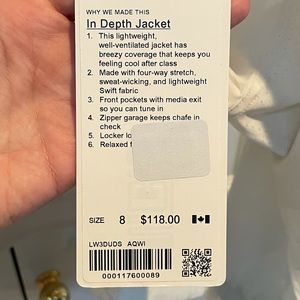 WHY WE MADE THIS
In Depth Jacket
1. This lightweight,
well-ventilated jacket has
breezy coverage that keeps you
feeling cool after class
2. Made with four-way stretch,
sweat-wicking, and lightweight
Swift fabric
3. Front pockets with media exit
so you can tune in
4. Zipper garage keeps chafe in
check
5. Locker lo
6. Relaxed f
SIZE 8 $118.00
LW3DUDS AQWI
000117600089